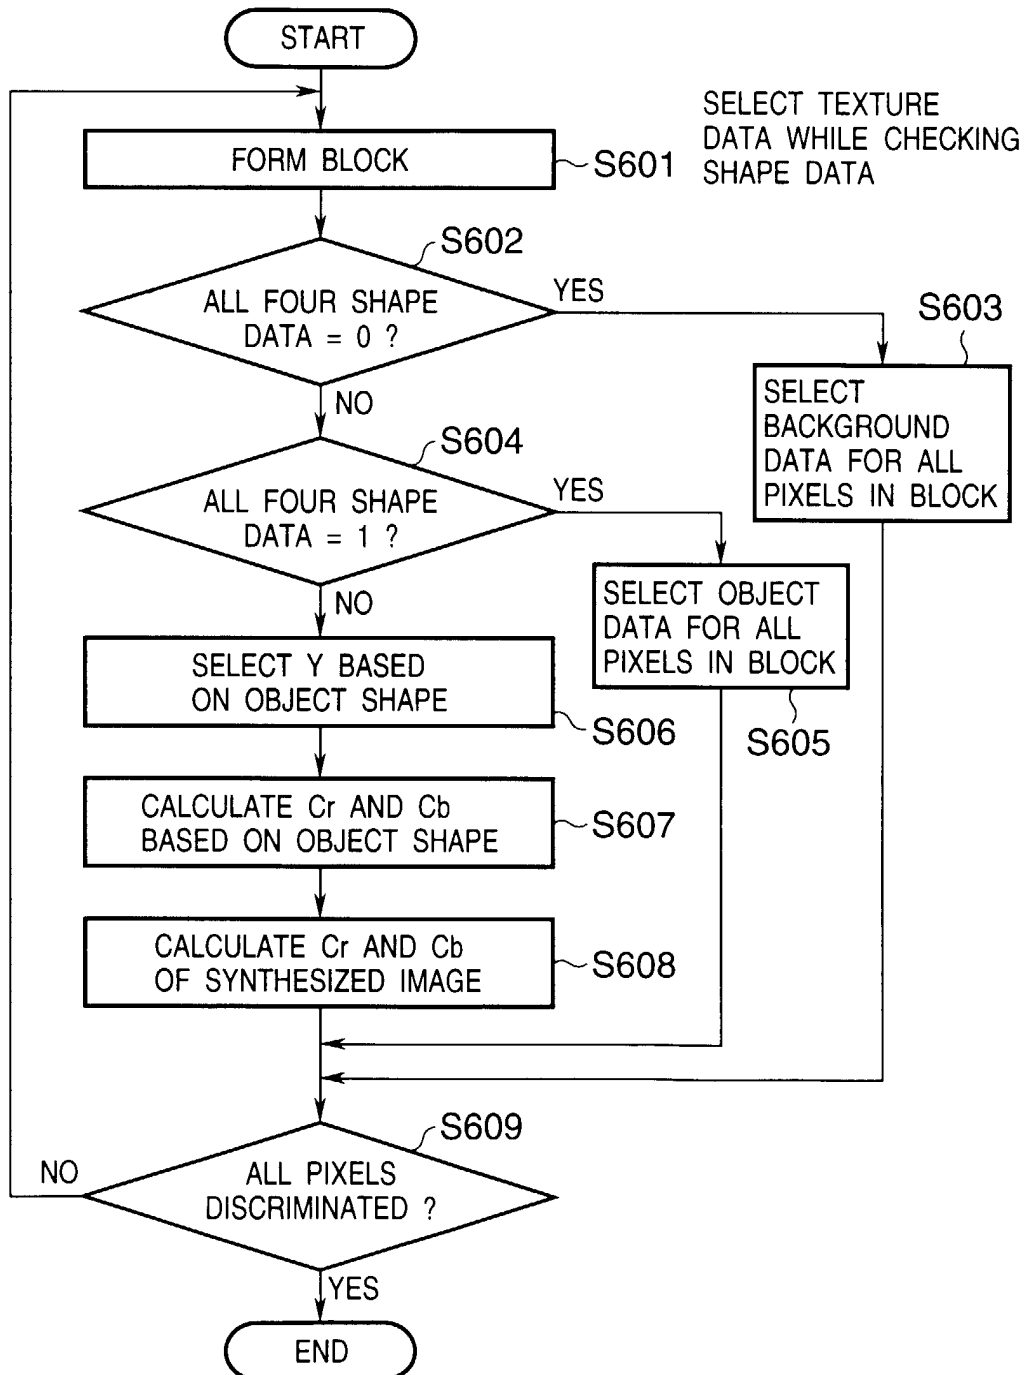 START
SELECT TEXTURE
DATA WHILE CHECKING
SHAPE DATA
FORM BLOCK
S601
S602
ALL FOUR SHAPE
DATA = 0 ?
YES
NO
S603
SELECT
BACKGROUND
DATA FOR ALL
PIXELS IN BLOCK
S604
ALL FOUR SHAPE
DATA = 1 ?
YES
NO
SELECT OBJECT
DATA FOR ALL
PIXELS IN BLOCK
S605
SELECT Y BASED
ON OBJECT SHAPE
S606
CALCULATE Cr AND Cb
BASED ON OBJECT SHAPE
S607
CALCULATE Cr AND Cb
OF SYNTHESIZED IMAGE
S608
S609
NO
ALL PIXELS
DISCRIMINATED ?
YES
END